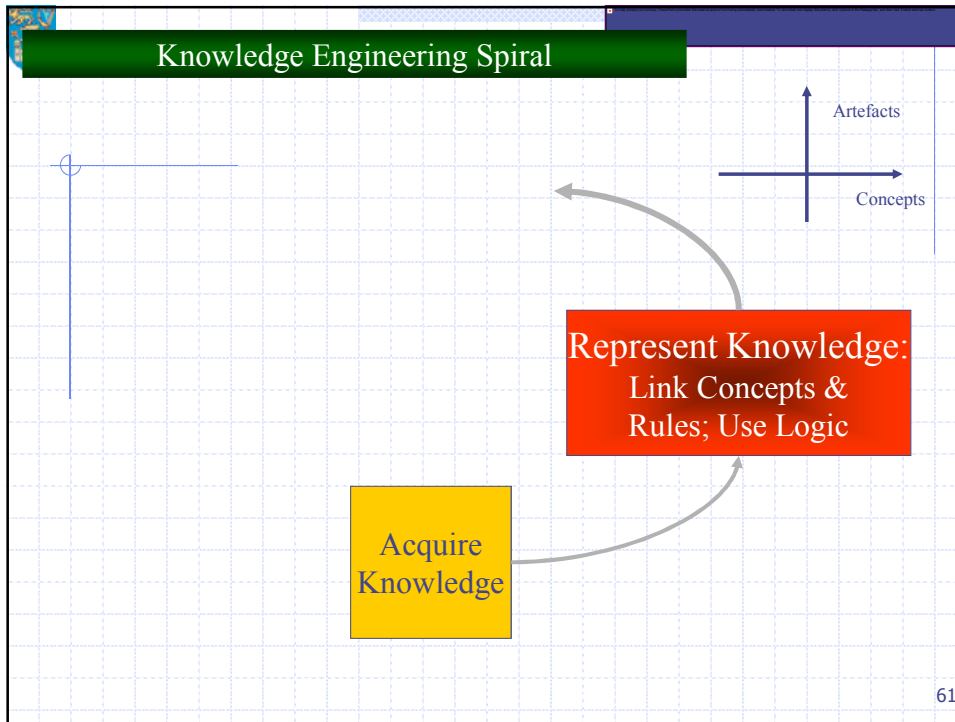 Knowledge Engineering Spiral
Artefacts
Concepts
Represent Knowledge:
Link Concepts &
Rules; Use Logic
Acquire
Knowledge
61